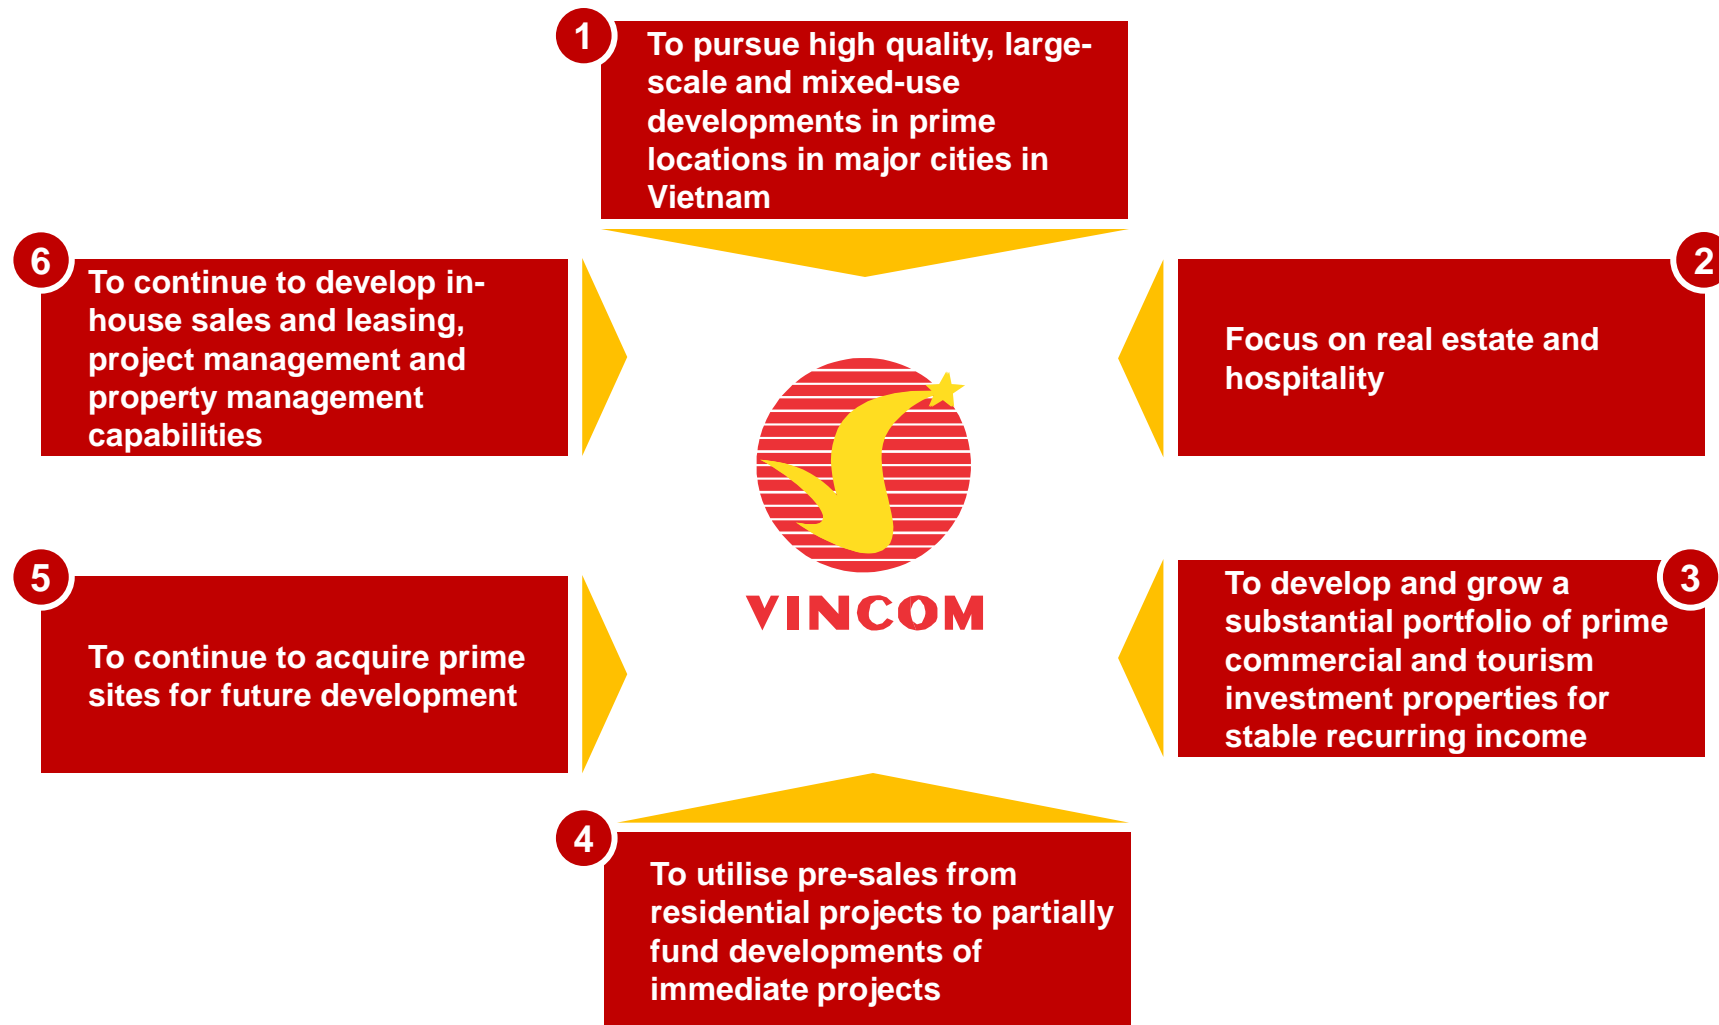 1
To pursue high quality, large-
scale and mixed-use
developments in prime
locations in major cities in
Vietnam
2
Focus on real estate and
hospitality
3
To develop and grow a
substantial portfolio of prime
commercial and tourism
investment properties for
stable recurring income
4
To utilise pre-sales from
residential projects to partially
fund developments of
immediate projects
5
To continue to acquire prime
sites for future development
6
To continue to develop in-
house sales and leasing,
project management and
property management
capabilities
VINCOM